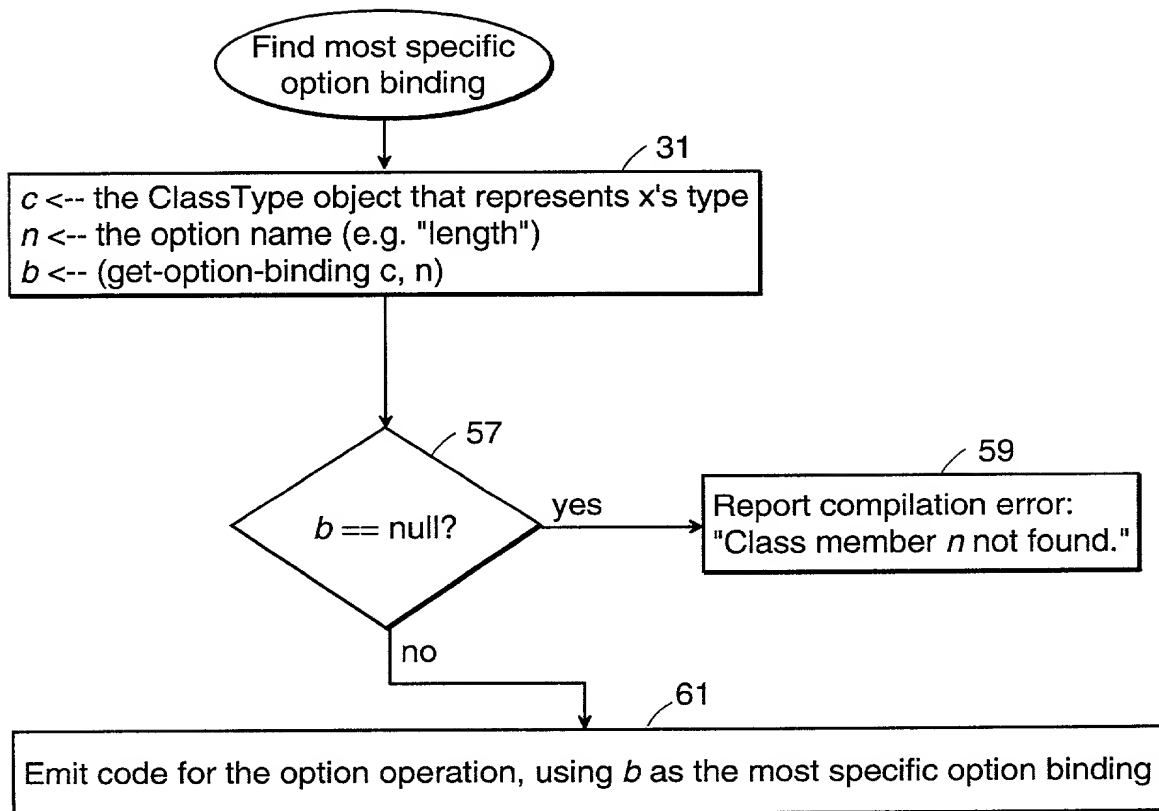 Find most specific
option binding
31
c <-- the ClassType object that represents x's type
n <-- the option name (e.g. "length")
b <-- (get-option-binding c, n)
57
b == null?
yes
59
Report compilation error:
"Class member n not found."
no
61
Emit code for the option operation, using b as the most specific option binding